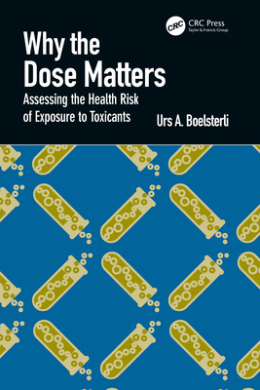 CRC
CRC Press
Taylor & Francis Group
Why the
Dose Matters
Assessing the Health Risk
of Exposure to Toxicants
Urs A. Boelsterli